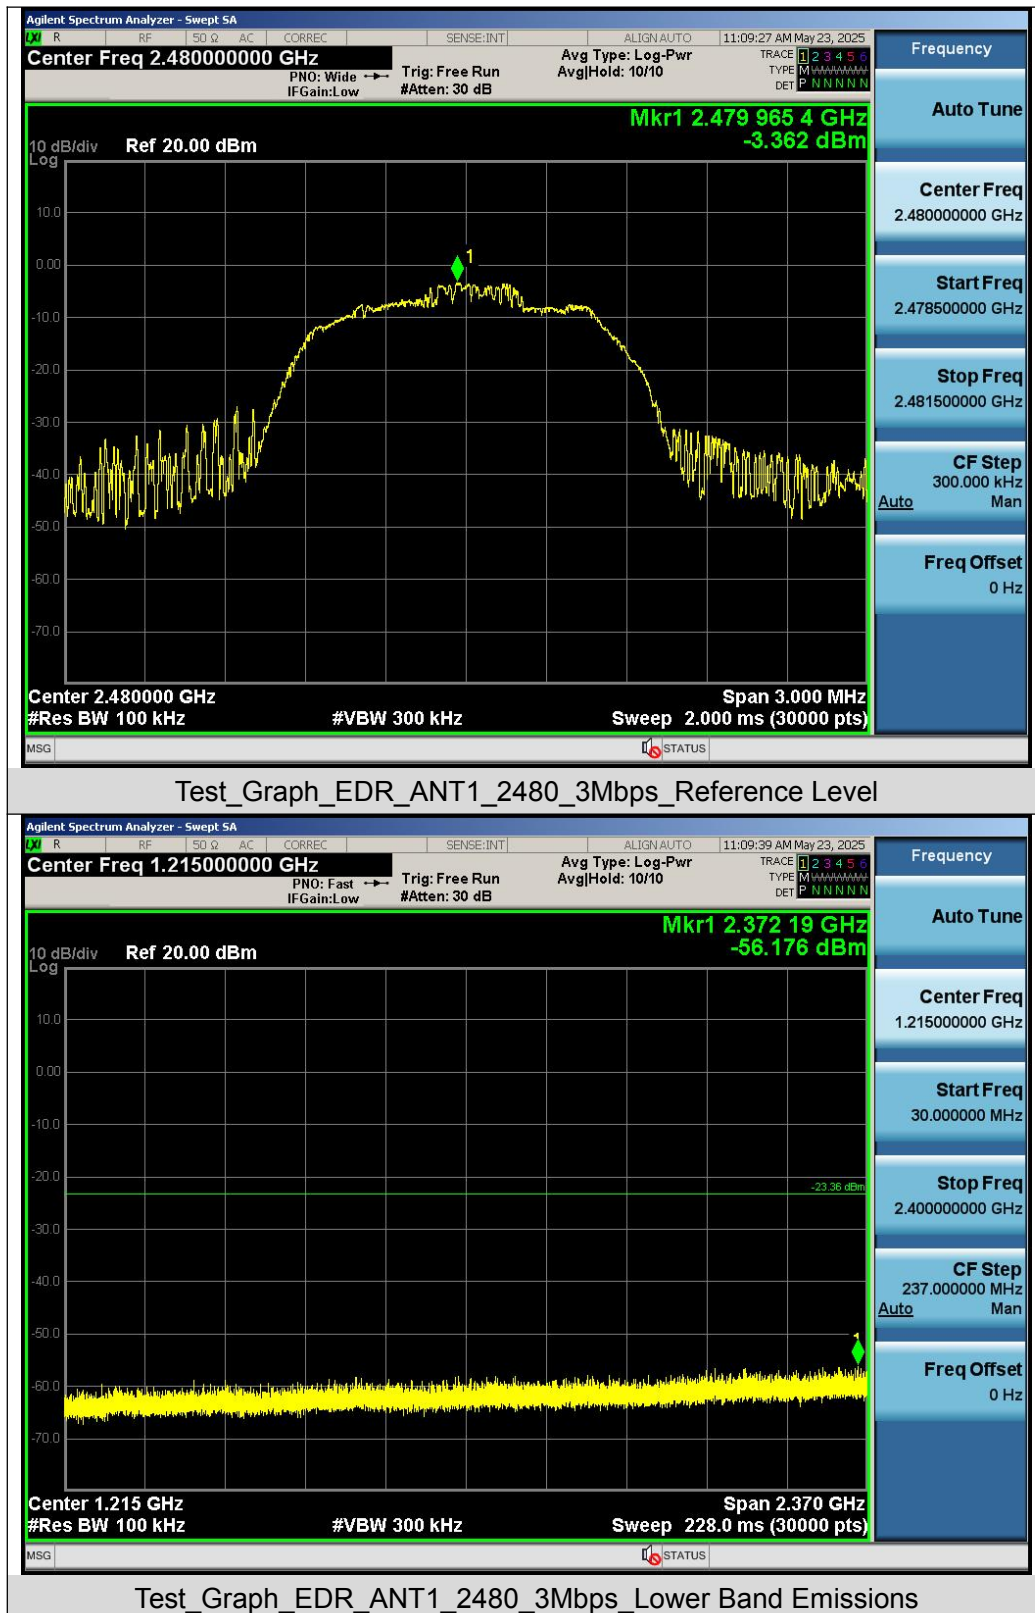 Agilent Spectrum Analyzer - Swept SA
LXI R RF 50 Ω AC CORREC SENSE:INT ALIGN AUTO 11:09:27 AM May 23, 2025
Center Freq 2.480000000 GHz
PNO: Wide
IFGain:Low
Trig: Free Run
#Atten: 30 dB
Avg Type: Log-Pwr
Avg|Hold: 10/10
TRACE 1 2 3 4 5 6
TYPE M WWWWW
DET P N N N N N
Mkr1 2.479 965 4 GHz
-3.362 dBm
10 dB/div Ref 20.00 dBm
Log
10.0
0.00
-10.0
-20.0
-30.0
-40.0
-50.0
-60.0
-70.0
1
Center 2.480000 GHz Span 3.000 MHz
#Res BW 100 kHz #VBW 300 kHz Sweep 2.000 ms (30000 pts)
MSG STATUS
Frequency
Auto Tune
Center Freq
2.480000000 GHz
Start Freq
2.478500000 GHz
Stop Freq
2.481500000 GHz
CF Step
300.000 kHz
Auto Man
Freq Offset
0 Hz
Test_Graph_EDR_ANT1_2480_3Mbps_Reference Level
Agilent Spectrum Analyzer - Swept SA
LXI R RF 50 Ω AC CORREC SENSE:INT ALIGN AUTO 11:09:39 AM May 23, 2025
Center Freq 1.215000000 GHz
PNO: Fast
IFGain:Low
Trig: Free Run
#Atten: 30 dB
Avg Type: Log-Pwr
Avg|Hold: 10/10
TRACE 1 2 3 4 5 6
TYPE M WWWWW
DET P N N N N N
Mkr1 2.372 19 GHz
-56.176 dBm
10 dB/div Ref 20.00 dBm
Log
10.0
0.00
-10.0
-20.0
-23.36 dBm
-30.0
-40.0
-50.0
-60.0
-70.0
1
Center 1.215 GHz Span 2.370 GHz
#Res BW 100 kHz #VBW 300 kHz Sweep 228.0 ms (30000 pts)
MSG STATUS
Frequency
Auto Tune
Center Freq
1.215000000 GHz
Start Freq
30.000000 MHz
Stop Freq
2.400000000 GHz
CF Step
237.000000 MHz
Auto Man
Freq Offset
0 Hz
Test_Graph_EDR_ANT1_2480_3Mbps_Lower Band Emissions